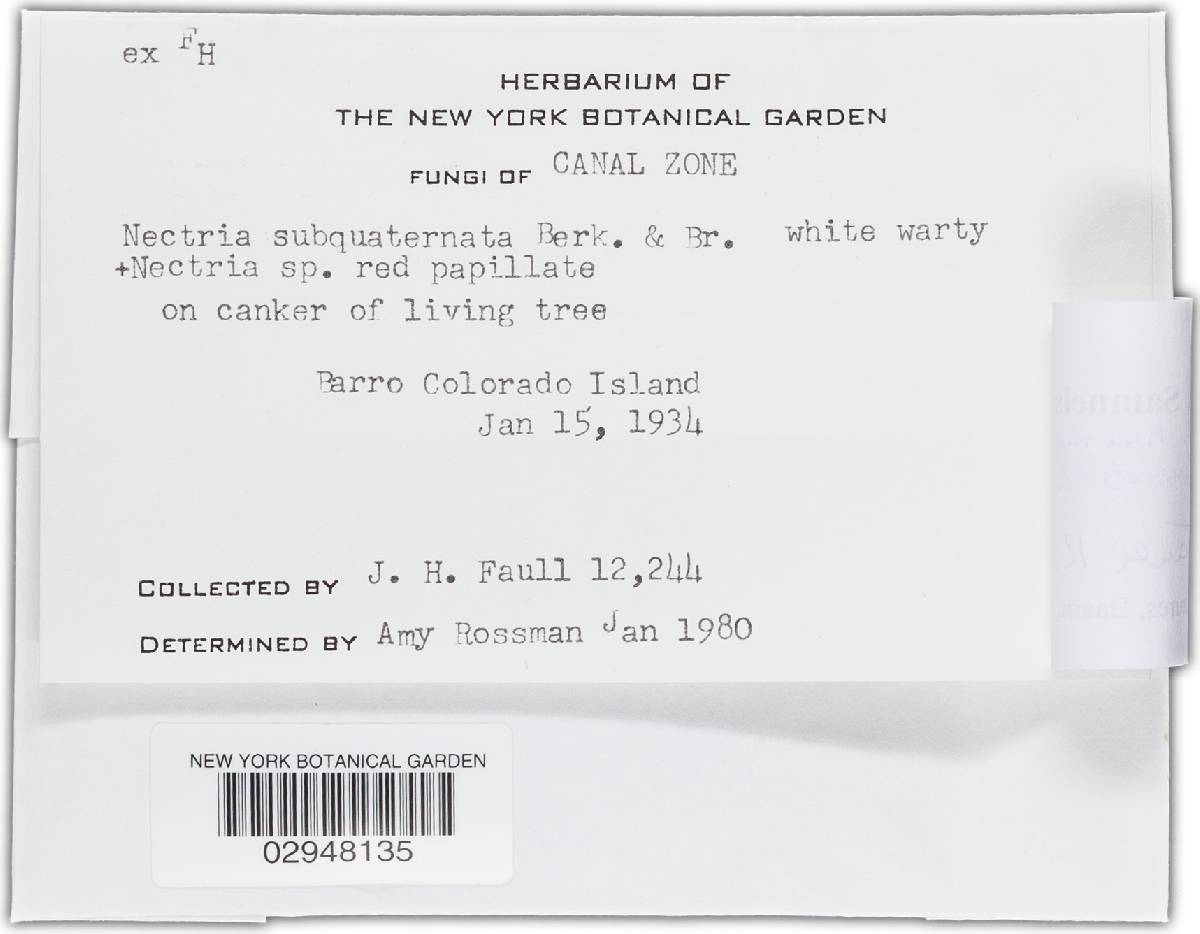 ex FH
HERBARIUM OF
THE NEW YORK BOTANICAL GARDEN
FUNGI OF CANAL ZONE
Nectria subquaternata Berk. & Br. white warty
+Nectria sp. red papillate
on canker of living tree
Barro Colorado Island
Jan 15, 1934
COLLECTED BY J. H. Faull 12,244
DETERMINED BY Amy Rossman Jan 1980
NEW YORK BOTANICAL GARDEN
02948135